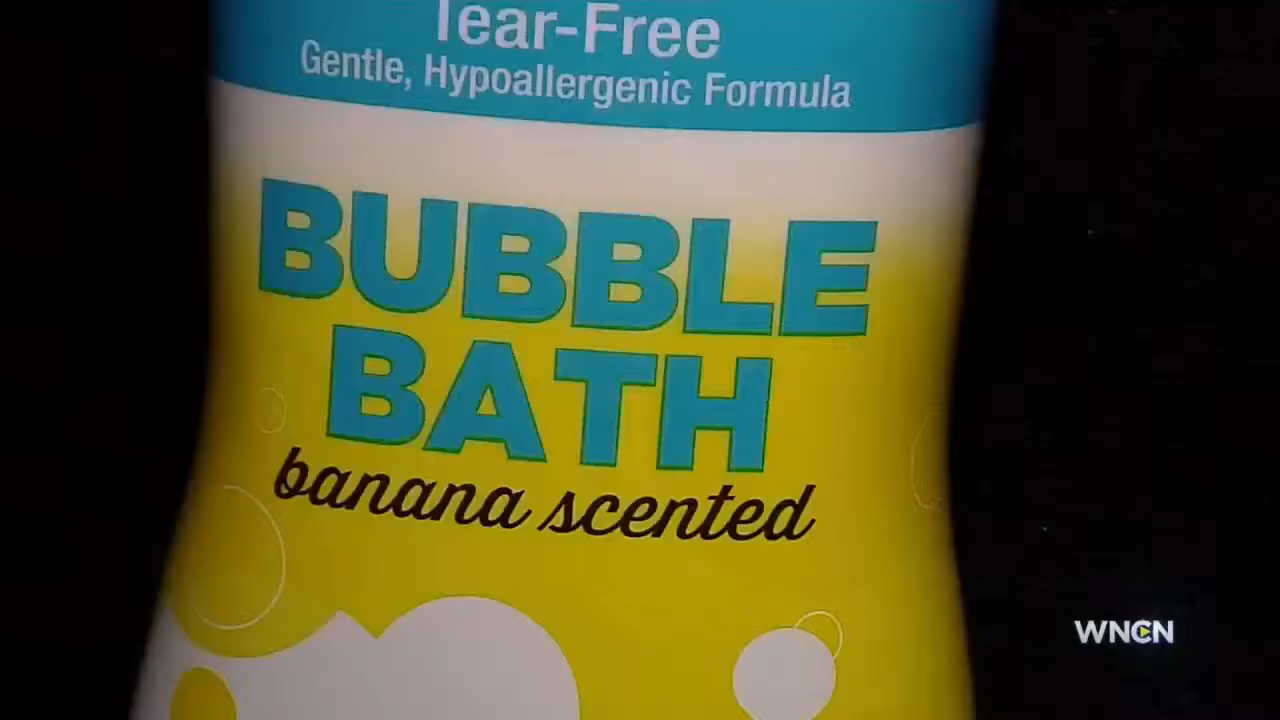 Tear-Free
Gentle, Hypoallergenic Formula
BUBBLE
BATH
banana scented
WNCN